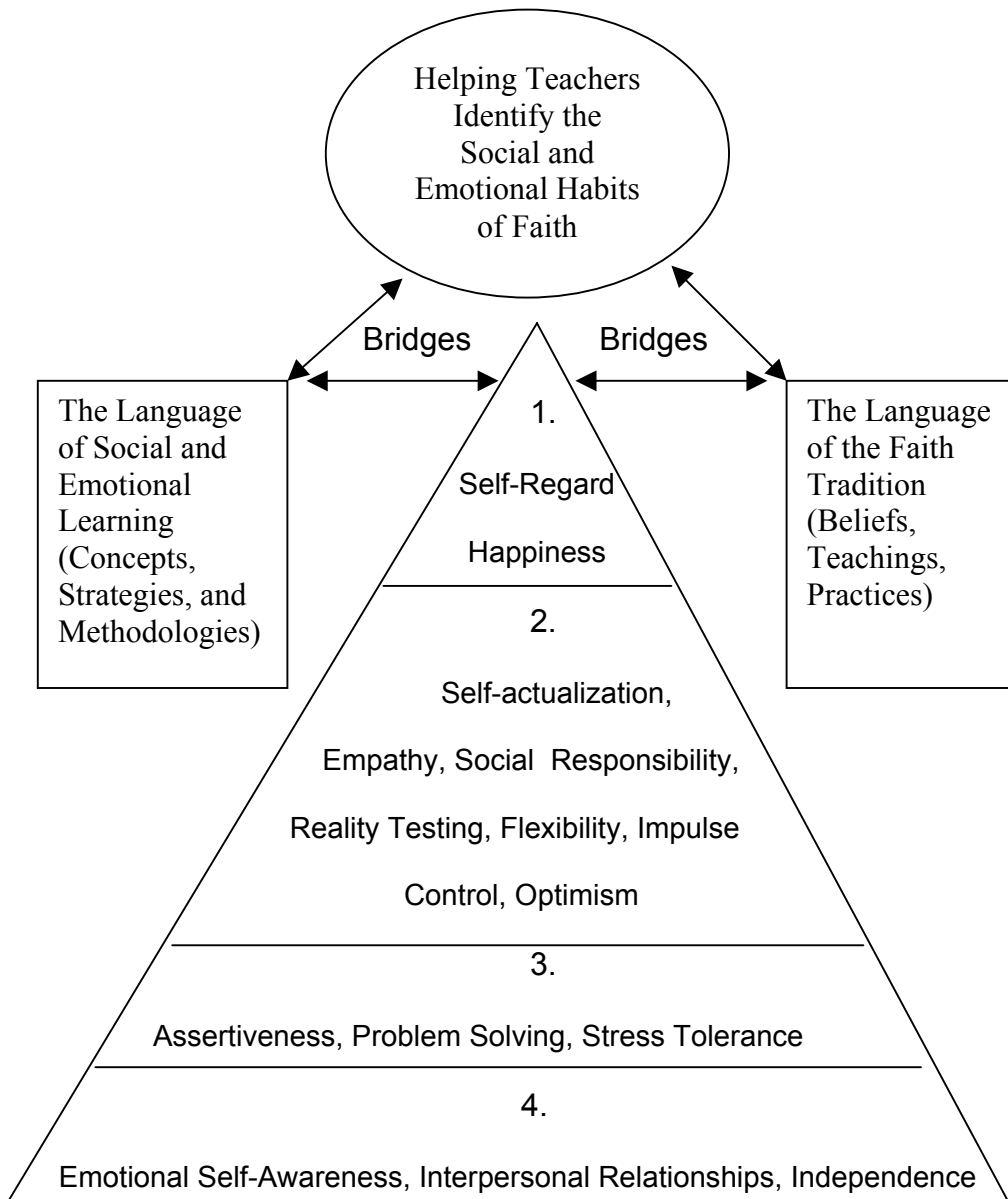 Helping Teachers
Identify the
Social and
Emotional Habits
of Faith
Bridges
Bridges
The Language
of Social and
Emotional
Learning
(Concepts,
Strategies, and
Methodologies)
1.
Self-Regard
Happiness
The Language
of the Faith
Tradition
(Beliefs,
Teachings,
Practices)
2.
Self-actualization,
Empathy, Social Responsibility,
Reality Testing, Flexibility, Impulse
Control, Optimism
3.
Assertiveness, Problem Solving, Stress Tolerance
4.
Emotional Self-Awareness, Interpersonal Relationships, Independence